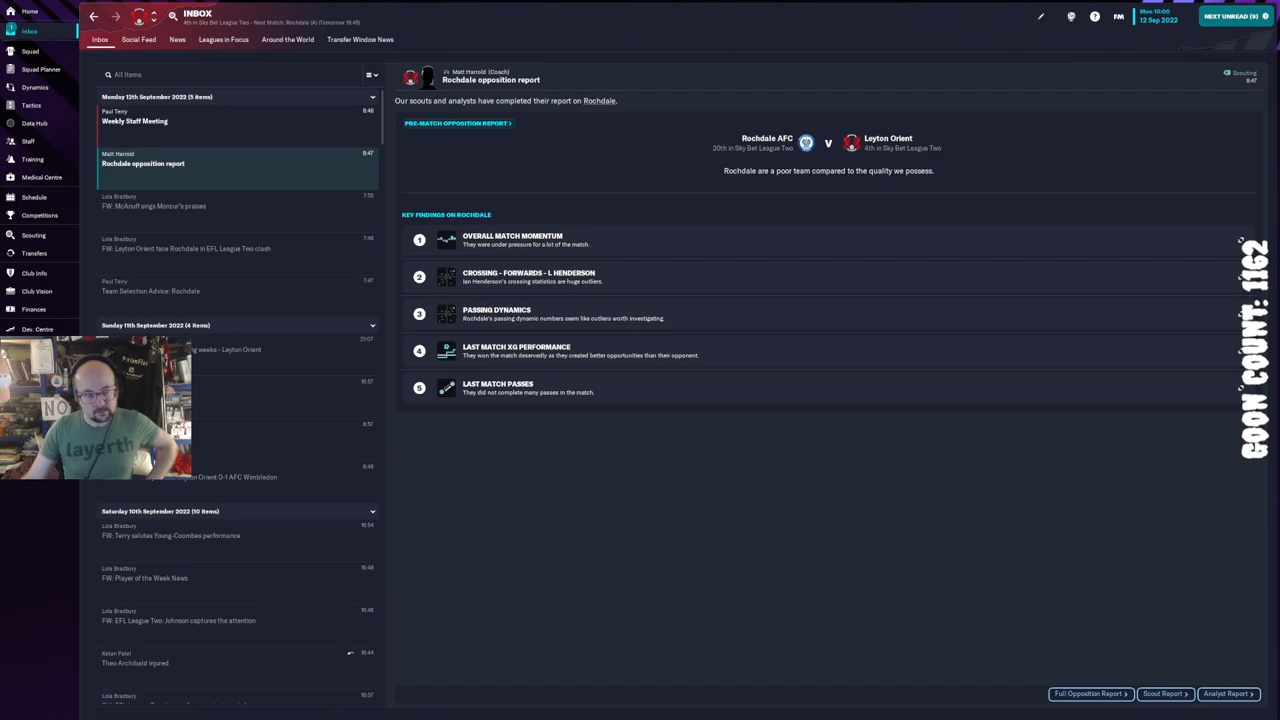 Home
1
Inbox
Squad
Squad Planner
Dynamics
Tactics
Data Hub
Staff
Training
Medical Centre
Schedule
Competitions
Scouting
Transfers
Club Info
Club Vision
Finances
Dev. Centre
INBOX
4th in Sky Bet League Two - Next Match: Rochdale (A) (Tomorrow 19:45)
FM
Mon 10:00
12 Sep 2022
NEXT UNREAD (9)
Inbox
Social Feed
News
Leagues in Focus
Around the World
Transfer Window News
All Items
Monday 12th September 2022 (5 Items)
Paul Terry
8:48
Weekly Staff Meeting
Matt Harrold
8:47
Rochdale opposition report
Lola Bradbury
7:55
FW: McAnuff sings Moncur's praises
Lola Bradbury
7:48
FW: Leyton Orient face Rochdale in EFL League Two clash
Paul Terry
7:47
Team Selection Advice: Rochdale
Sunday 11th September 2022 (4 Items)
21:07
weeks - Leyton Orient
16:57
8:57
8:46
Orient 0-1 AFC Wimbledon
Saturday 10th September 2022 (10 Items)
Lola Bradbury
16:54
FW: Terry salutes Young-Coombes performance
Lola Bradbury
16:48
FW: Player of the Week News
Lola Bradbury
16:46
FW: EFL League Two: Johnson captures the attention
Ketan Patel
16:44
Theo Archibald injured
Lola Bradbury
16:37
Matt Harrold (Coach)
Rochdale opposition report
Scouting
8:47
Our scouts and analysts have completed their report on Rochdale.
PRE-MATCH OPPOSITION REPORT >
Rochdale AFC
20th in Sky Bet League Two
V
Leyton Orient
4th in Sky Bet League Two
Rochdale are a poor team compared to the quality we possess.
KEY FINDINGS ON ROCHDALE
1
OVERALL MATCH MOMENTUM
They were under pressure for a lot of the match.
2
CROSSING - FORWARDS - I. HENDERSON
Ian Henderson's crossing statistics are huge outliers.
3
PASSING DYNAMICS
Rochdale's passing dynamic numbers seem like outliers worth investigating.
4
LAST MATCH XG PERFORMANCE
They won the match deservedly as they created better opportunities than their opponent.
5
LAST MATCH PASSES
They did not complete many passes in the match.
Full Opposition Report >
Scout Report >
Analyst Report >
GOON COUNT: 1162
NO
layerth